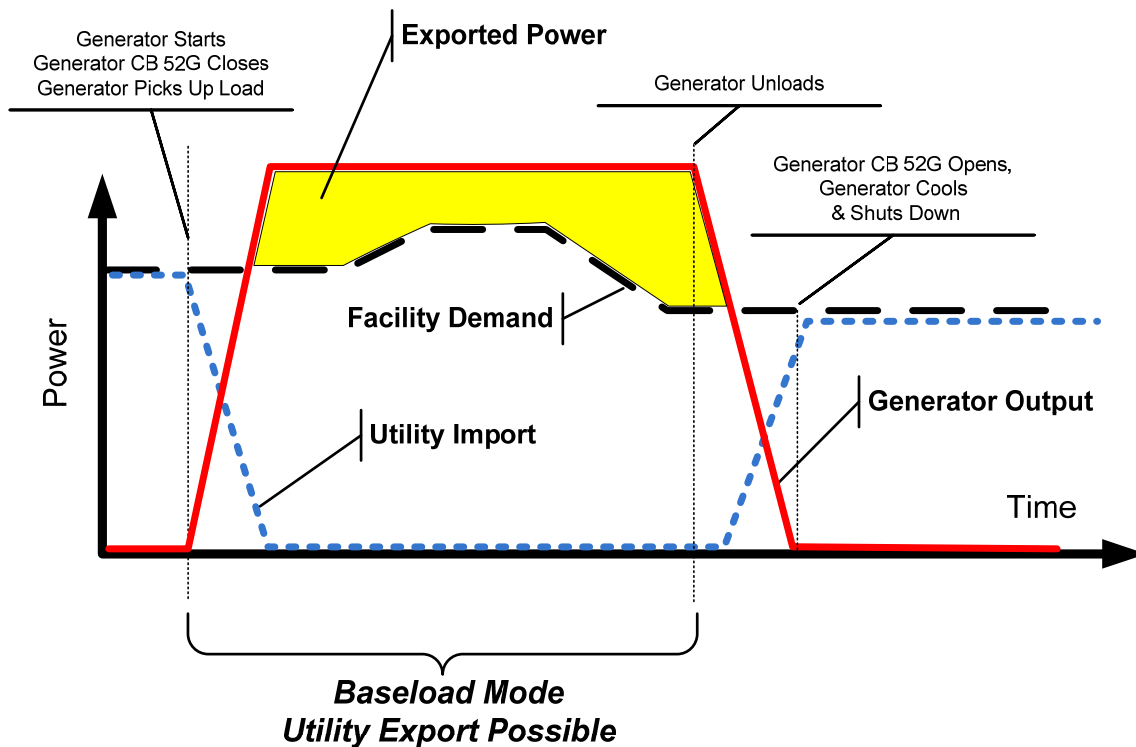 Generator Starts
Generator CB 52G Closes
Generator Picks Up Load
Exported Power
Generator Unloads
Generator CB 52G Opens,
Generator Cools
& Shuts Down
Facility Demand
Power
Utility Import
Generator Output
Time
Baseload Mode
Utility Export Possible